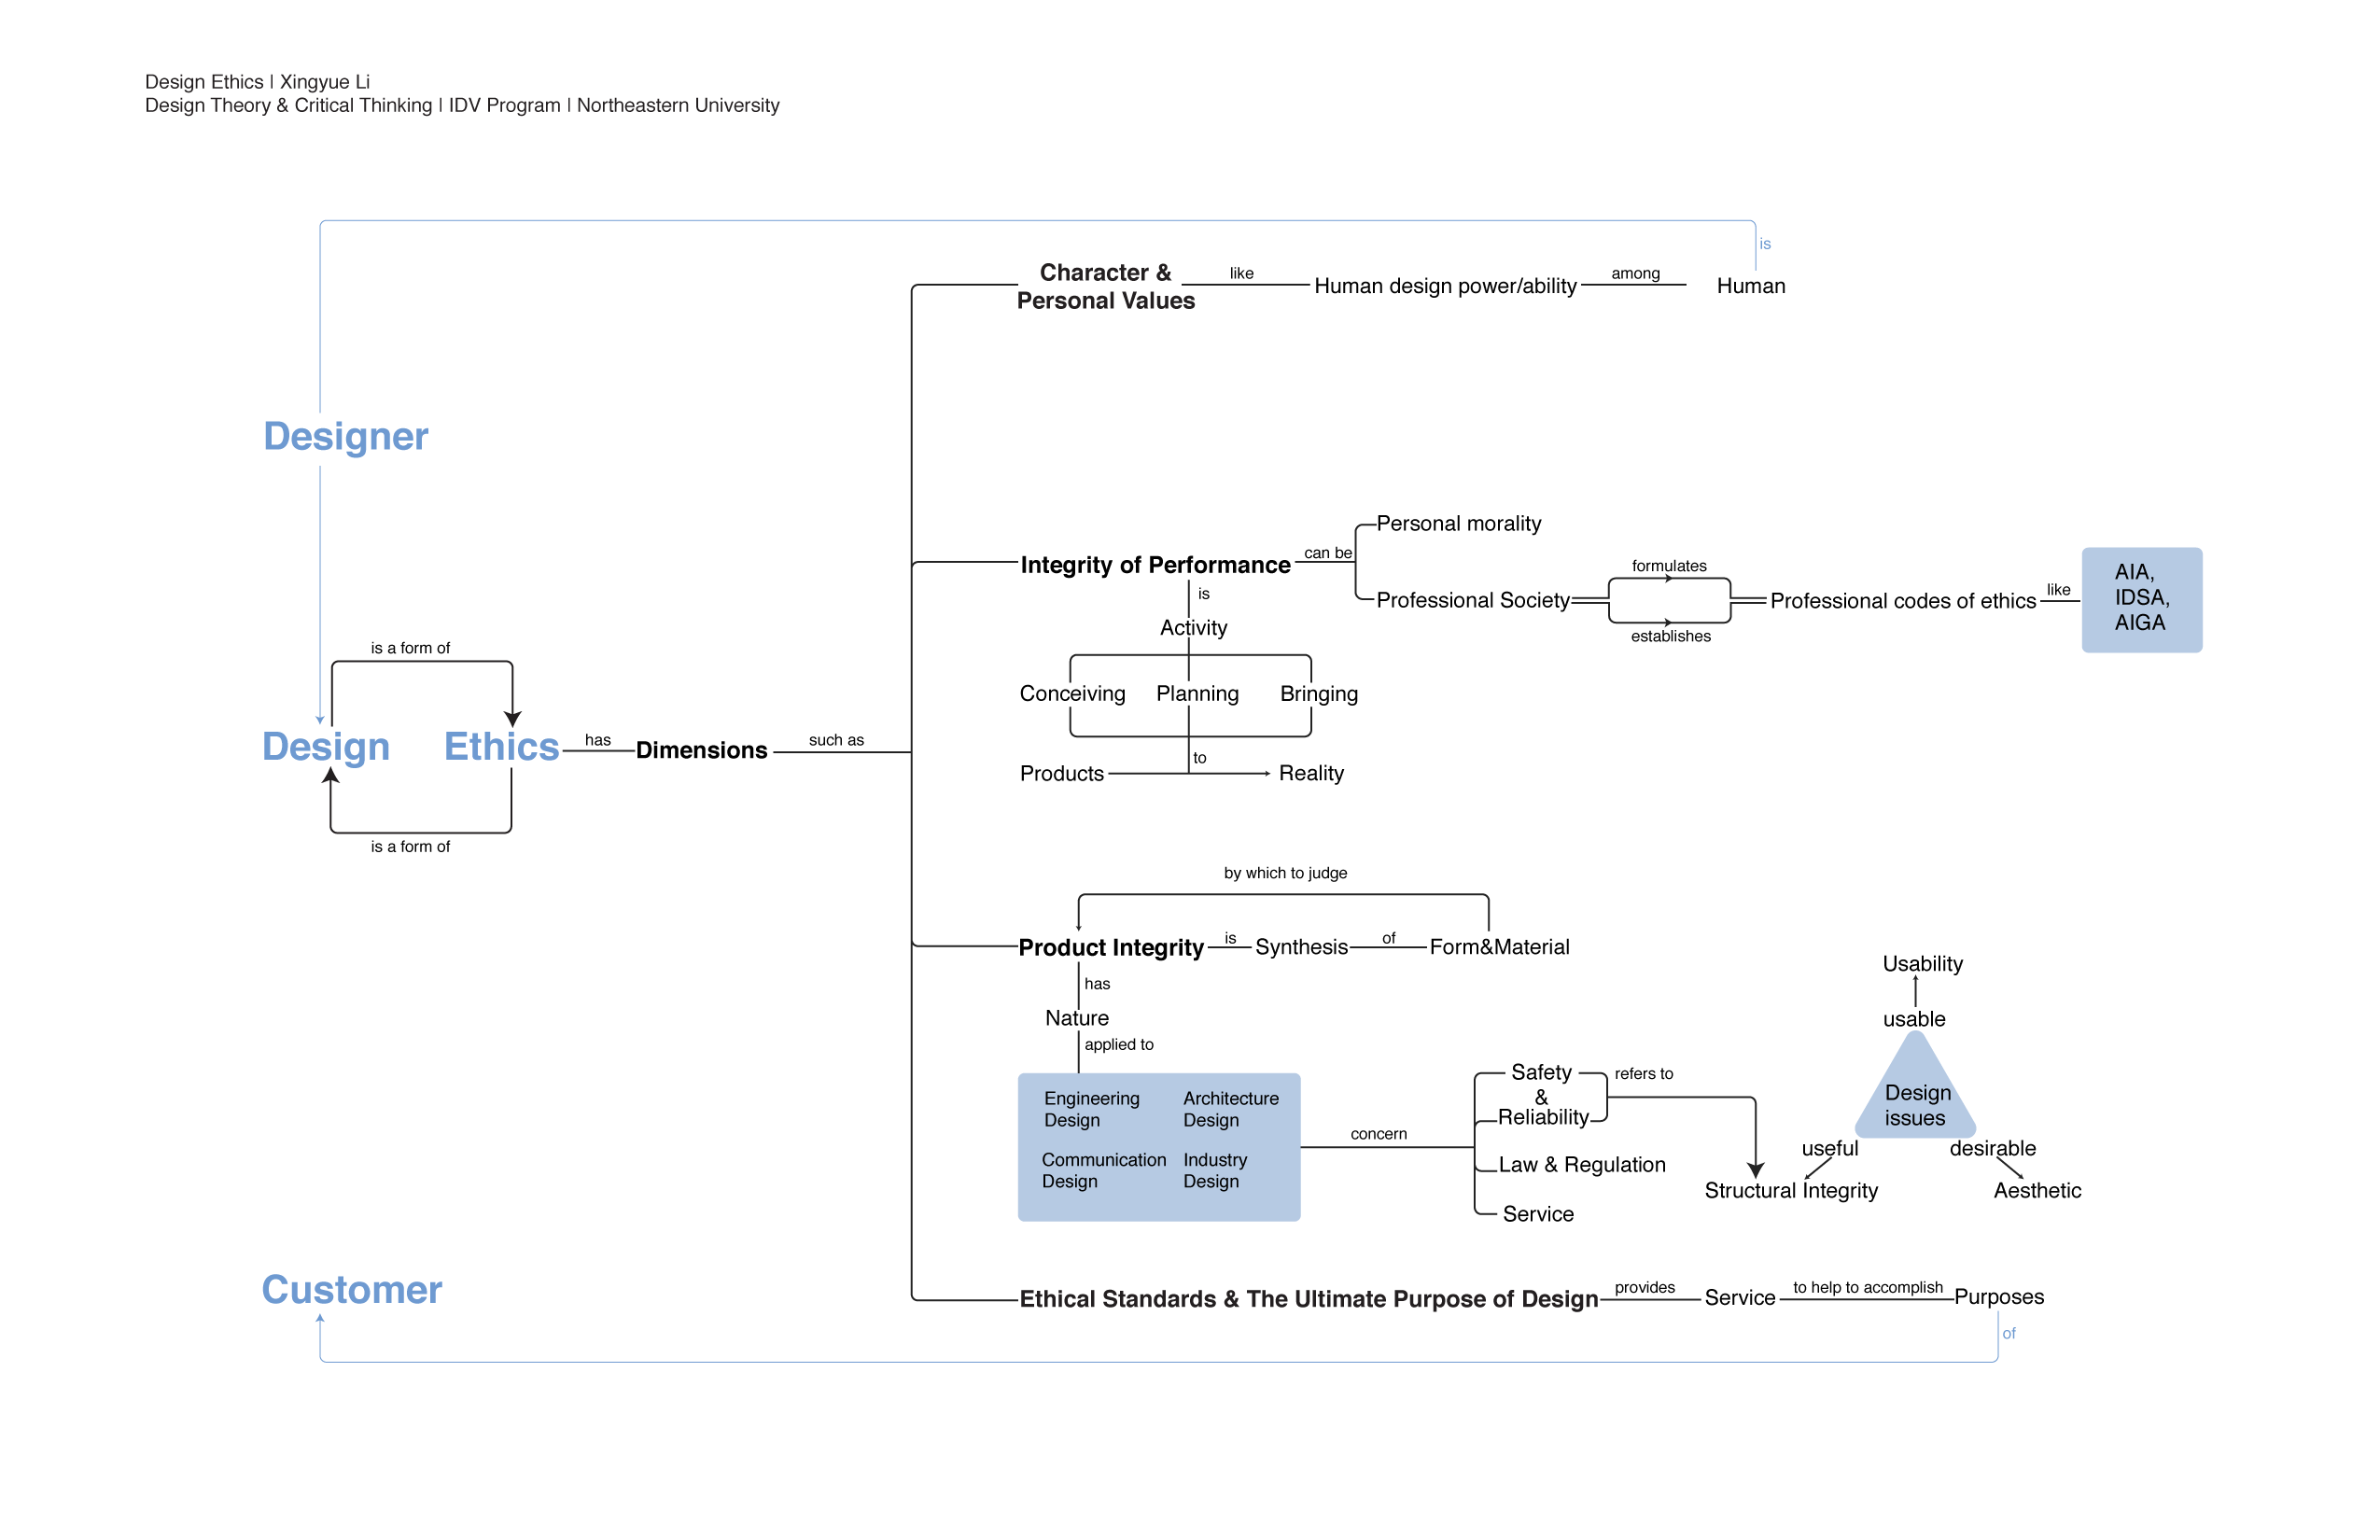 Design Ethics | Xingyue Li
Design Theory & Critical Thinking | IDV Program | Northeastern University
is
Character &
Personal Values
like
Human design power/ability
among
Human
Designer
Personal morality
Integrity of Performance
can be
formulates
Professional Society
Professional codes of ethics
like
AIA,
IDSA,
AIGA
establishes
is
Activity
Conceiving
Planning
Bringing
to
Products
Reality
is a form of
Design
Ethics
has
Dimensions
such as
is a form of
by which to judge
Product Integrity
is
Synthesis
of
Form&Material
has
Nature
applied to
Engineering
Design
Architecture
Design
Communication
Design
Industry
Design
concern
Safety
&
Reliability
refers to
Law & Regulation
Service
Usability
usable
Design
issues
useful
desirable
Structural Integrity
Aesthetic
Customer
Ethical Standards & The Ultimate Purpose of Design
provides
Service
to help to accomplish
Purposes
of